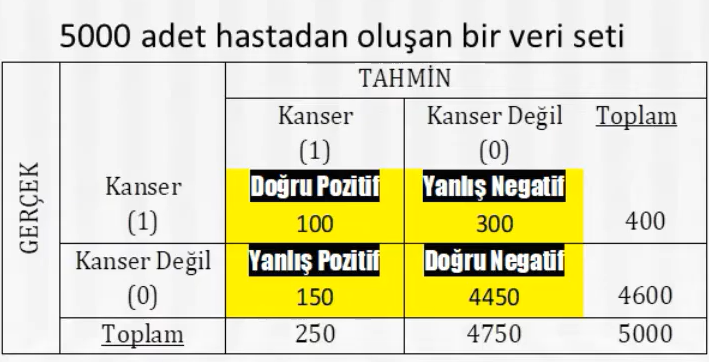 5000 adet hastadan oluşan bir veri seti
TAHMİN
Kanser Kanser Değil Toplam
(1) (0)
GERÇEK
Kanser Doğru Pozitif Yanlış Negatif
(1) 100 300 400
Kanser Değil Yanlış Pozitif Doğru Negatif
(0) 150 4450 4600
Toplam 250 4750 5000